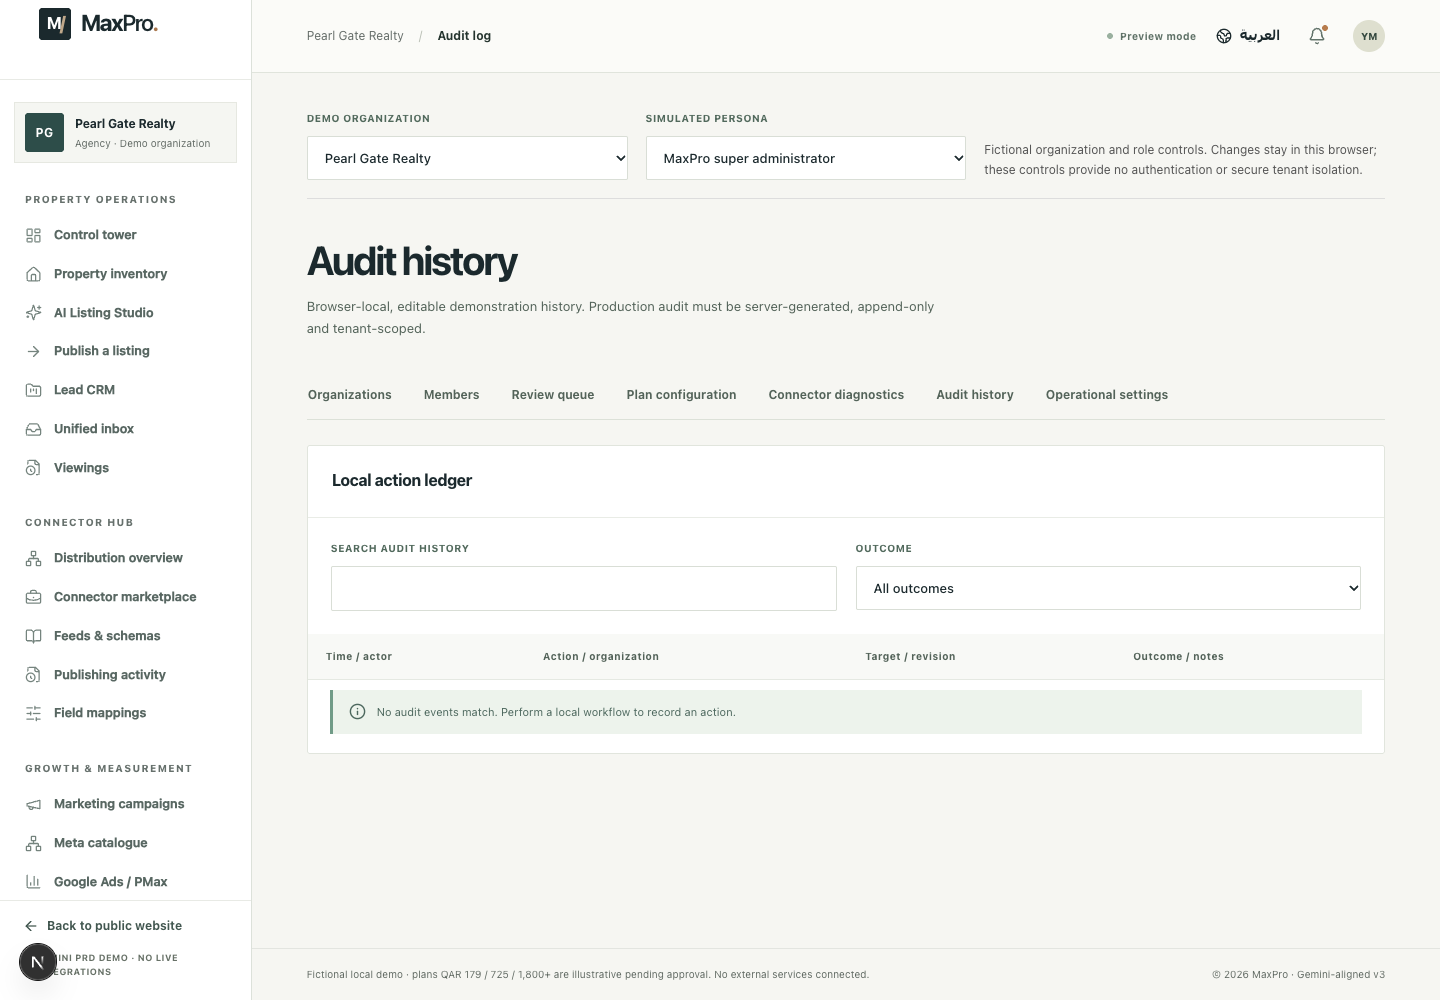 M/ MaxPro.
Pearl Gate Realty / Audit log
Preview mode
العربية
YM
PG
Pearl Gate Realty
Agency · Demo organization
PROPERTY OPERATIONS
Control tower
Property inventory
AI Listing Studio
Publish a listing
Lead CRM
Unified inbox
Viewings
CONNECTOR HUB
Distribution overview
Connector marketplace
Feeds & schemas
Publishing activity
Field mappings
GROWTH & MEASUREMENT
Marketing campaigns
Meta catalogue
Google Ads / PMax
Back to public website
N
PRD DEMO · NO LIVE
DEMO ORGANIZATION
Pearl Gate Realty
SIMULATED PERSONA
MaxPro super administrator
Fictional organization and role controls. Changes stay in this browser;
these controls provide no authentication or secure tenant isolation.
Audit history
Browser-local, editable demonstration history. Production audit must be server-generated, append-only
and tenant-scoped.
Organizations Members Review queue Plan configuration Connector diagnostics Audit history Operational settings
Local action ledger
SEARCH AUDIT HISTORY
OUTCOME
All outcomes
Time / actor Action / organization Target / revision Outcome / notes
No audit events match. Perform a local workflow to record an action.
Fictional local demo · plans QAR 179 / 725 / 1,800+ are illustrative pending approval. No external services connected.
© 2026 MaxPro · Gemini-aligned v3